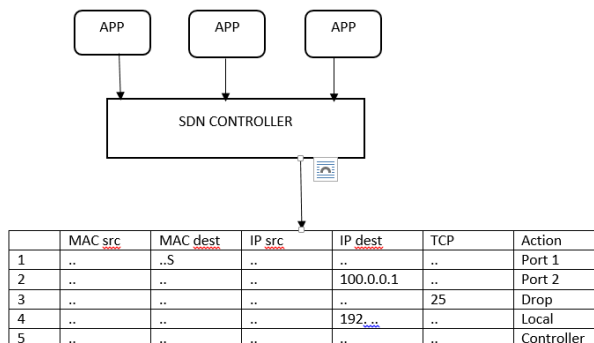 APP APP APP
SDN CONTROLLER
MAC src MAC dest IP src IP dest TCP Action
1 .. ..S .. .. .. Port 1
2 .. .. .. 100.0.0.1 .. Port 2
3 .. .. .. .. 25 Drop
4 .. .. .. 192. .. .. Local
5 .. .. .. .. .. Controller